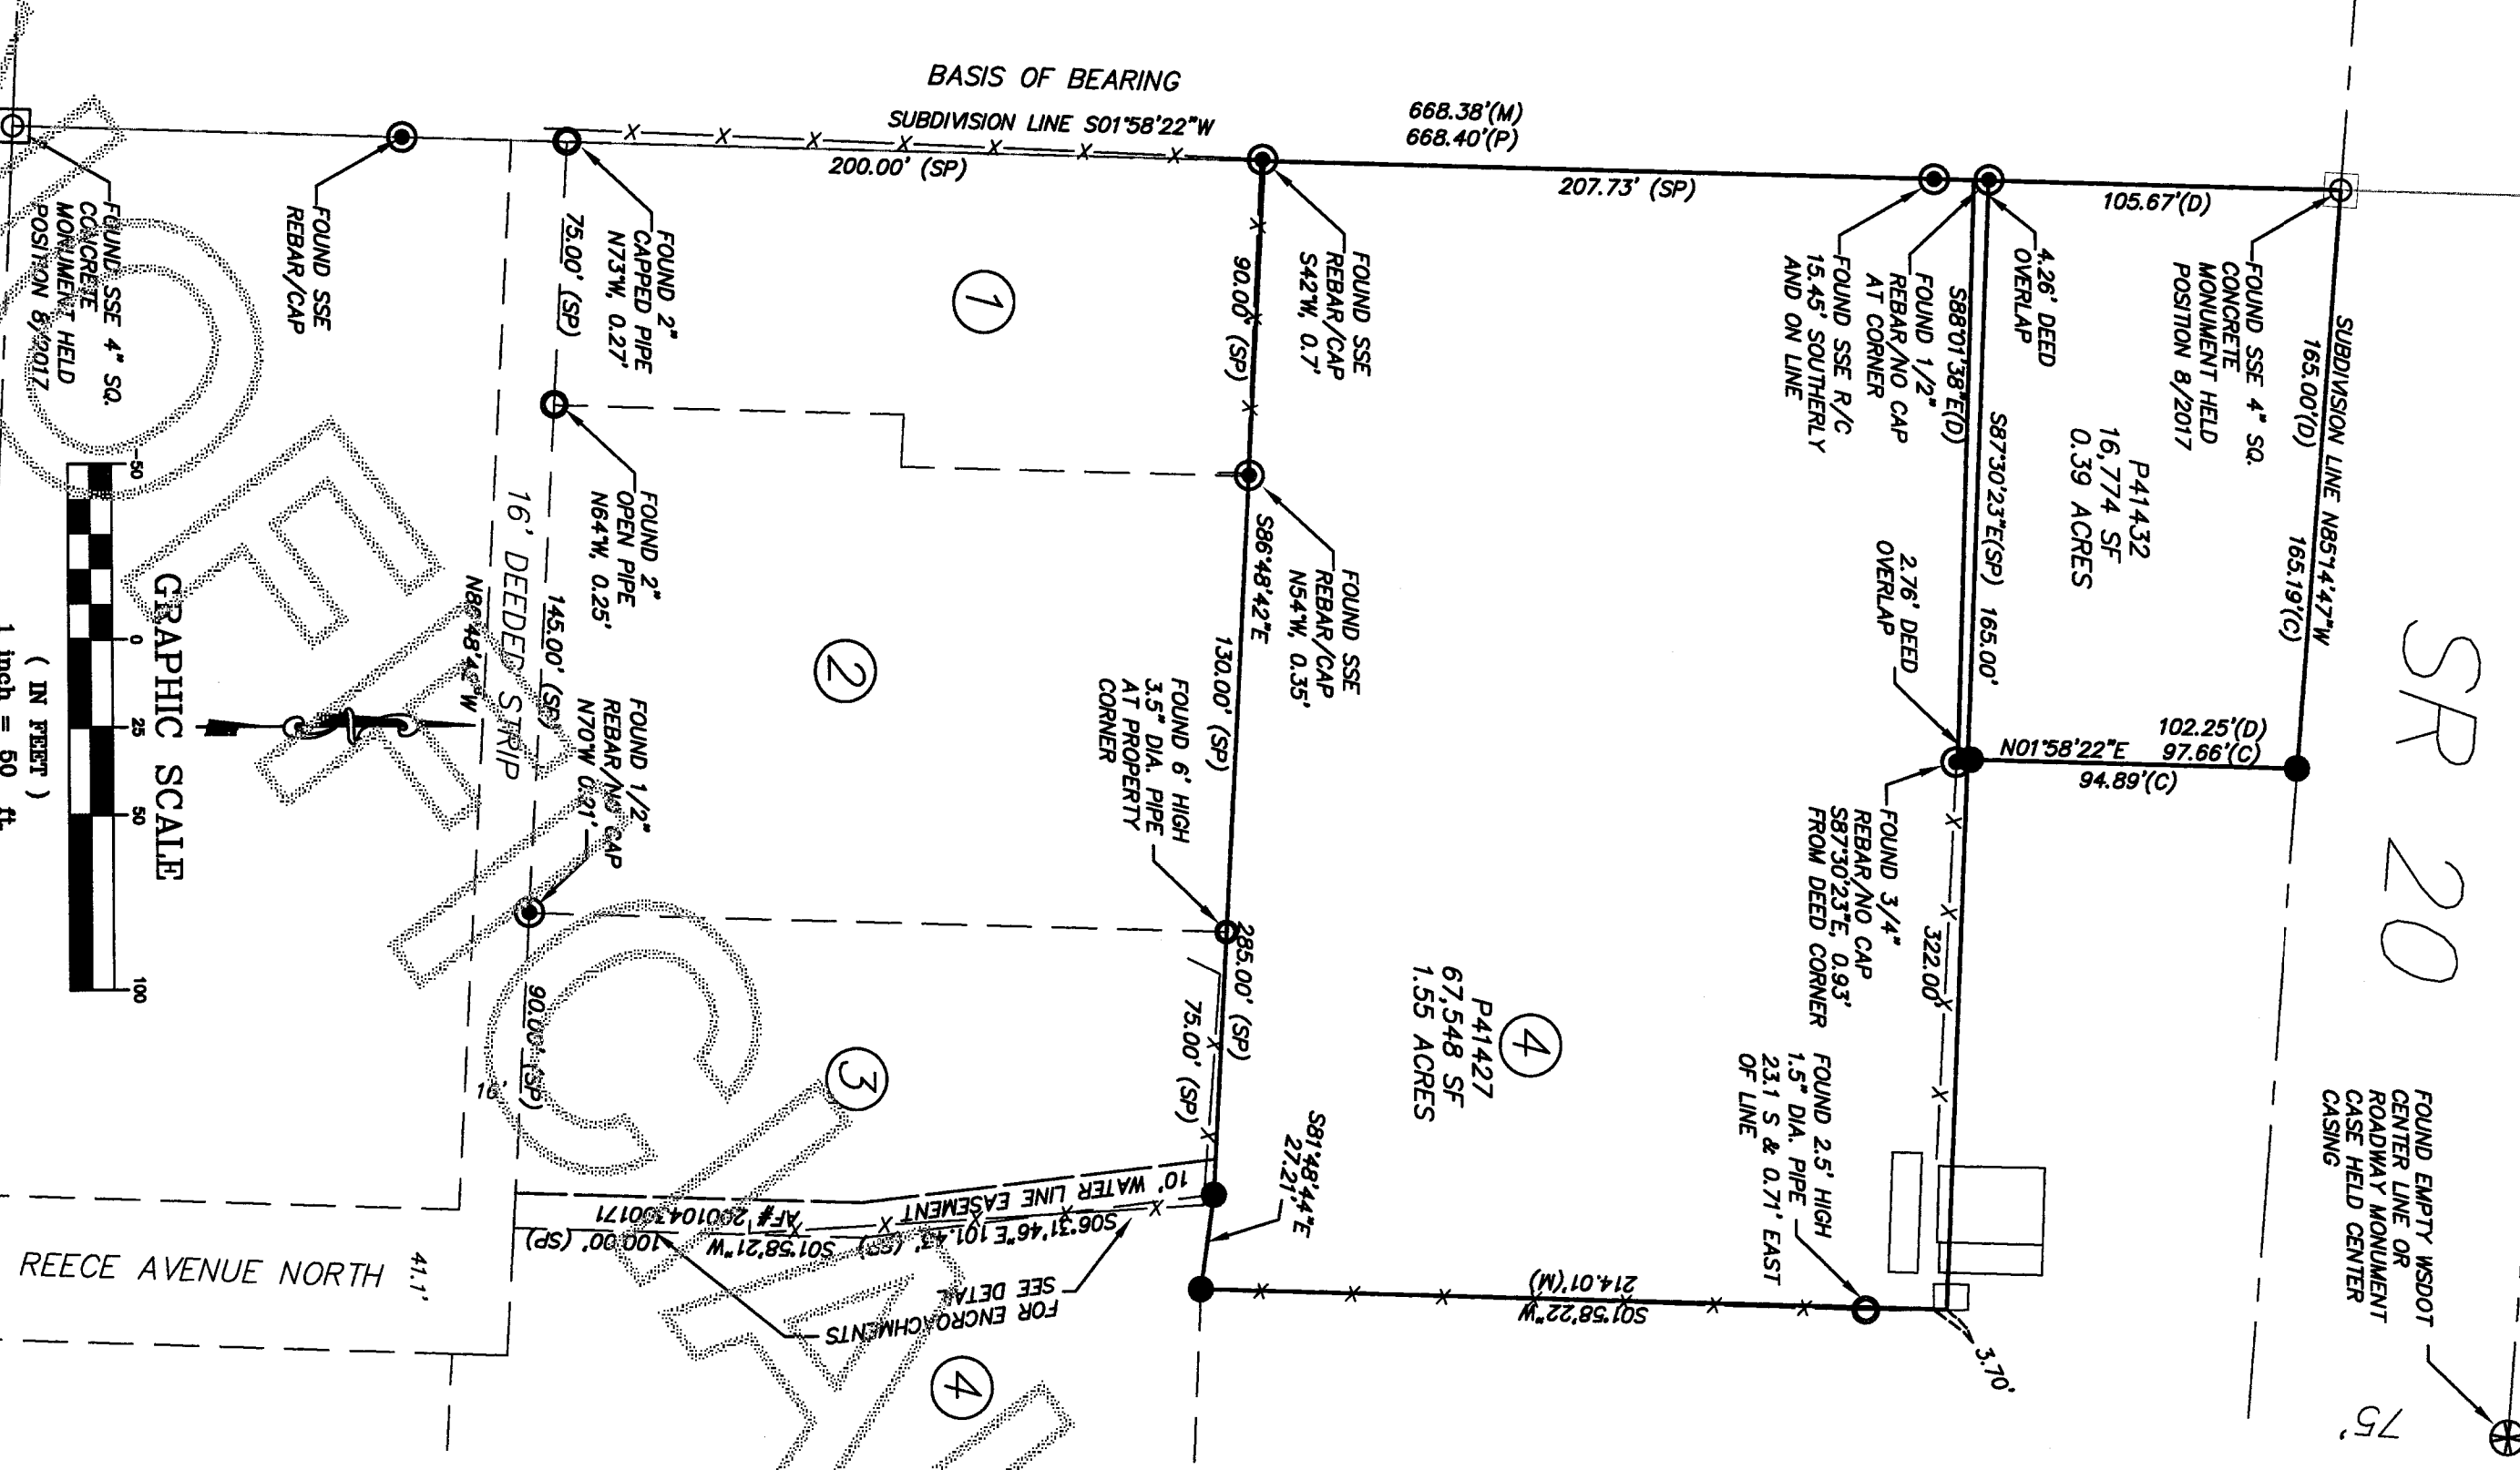 BASIS OF BEARING
SUBDIVISION LINE S01°58'22"W
200.00' (SP)
668.38'(M)
668.40'(P)
207.73' (SP)
105.67'(D)
SUBDIVISION LINE N85°14'47"W
165.00'(D)
165.19'(C)
FOUND SSE 4" SQ.
CONCRETE
MONUMENT HELD
POSITION 8/2017
P41432
16,774 SF
0.39 ACRES
4.26' DEED
OVERLAP
S87°30'23"E(SP) 165.00'
S88°01'38"E(D)
FOUND 1/2"
REBAR/NO CAP
AT CORNER
FOUND SSE R/C
15.45' SOUTHERLY
AND ON LINE
2.76' DEED
OVERLAP
N01°58'22"E
102.25'(D)
97.66'(C)
94.89'(C)
FOUND 3/4"
REBAR/NO CAP
S87°30'23"E, 0.93'
FROM DEED CORNER
322.00'
SR 20
FOUND EMPTY WSDOT
CENTER LINE OR
ROADWAY MONUMENT
CASE HELD CENTER
CASING
75'
FOUND 2.5' HIGH
1.5" DIA. PIPE
23.1 S & 0.71' EAST
OF LINE
3.70'
4
P41427
67,548 SF
1.55 ACRES
S01°58'22"W
214.01'(M)
S81°48'44"E
27.21'
FOUND SSE
REBAR/CAP
S42°W, 0.7'
90.00' (SP)
FOUND SSE
REBAR/CAP
N54°W, 0.35'
S86°48'42"E
130.00' (SP)
FOUND 6' HIGH
3.5" DIA. PIPE
AT PROPERTY
CORNER
285.00' (SP)
75.00' (SP)
1
2
3
4
FOUND 2"
CAPPED PIPE
N73°W, 0.27'
75.00' (SP)
FOUND 2"
OPEN PIPE
N64°W, 0.25'
145.00' (SP)
FOUND 1/2"
REBAR/NO CAP
N70°W 0.21'
90.00' (SP)
16' DEEDED STRIP
16'
10' WATER LINE EASEMENT
AF# 200104300171
S06°31'46"E 101.43' (SP)
S01°58'21"W
100.00' (SP)
FOR ENCROACHMENTS
SEE DETAIL
REECE AVENUE NORTH
41.1'
FOUND SSE
REBAR/CAP
FOUND SSE 4" SQ.
CONCRETE
MONUMENT HELD
POSITION 8/2017
GRAPHIC SCALE
50
0
25
50
100
( IN FEET )
1 inch = 50 ft.